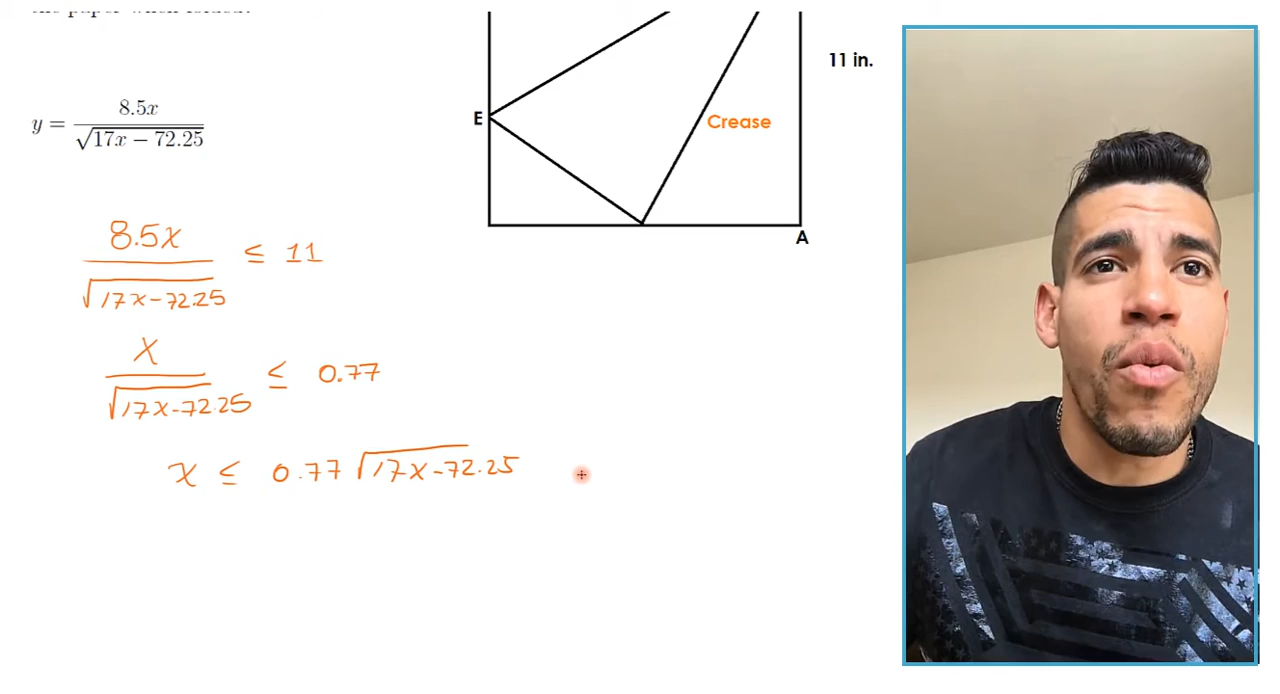 11 in.
y = 8.5x / √(17x − 72.25)
E
Crease
A
8.5x / √(17x−72.25) ≤ 11
x / √(17x−72.25) ≤ 0.77
x ≤ 0.77 √(17x−72.25)